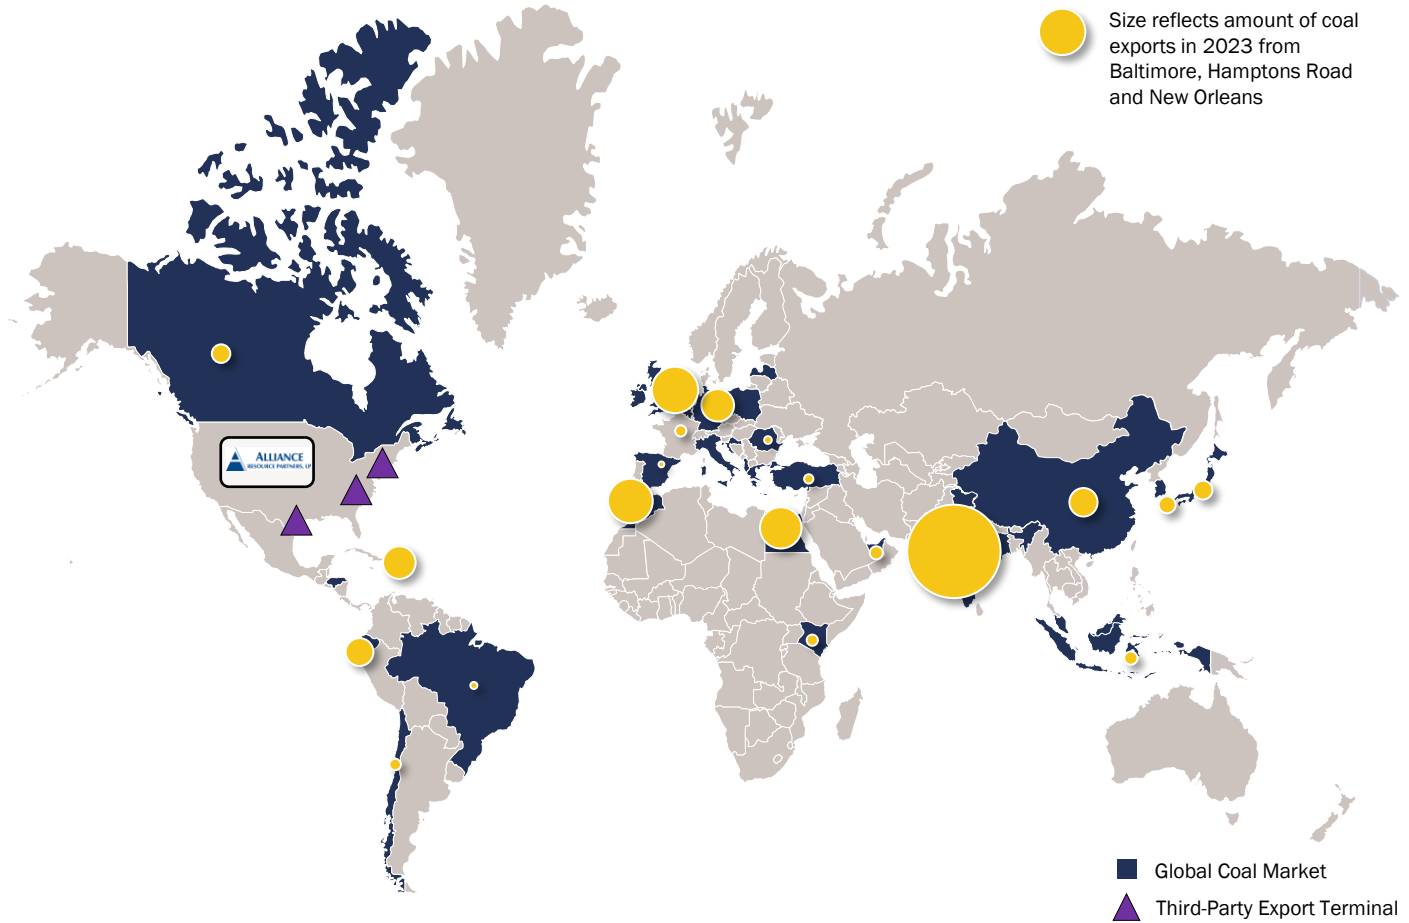 Size reflects amount of coal
exports in 2023 from
Baltimore, Hamptons Road
and New Orleans
ALLIANCE
RESOURCE PARTNERS, LP
Global Coal Market
Third-Party Export Terminal